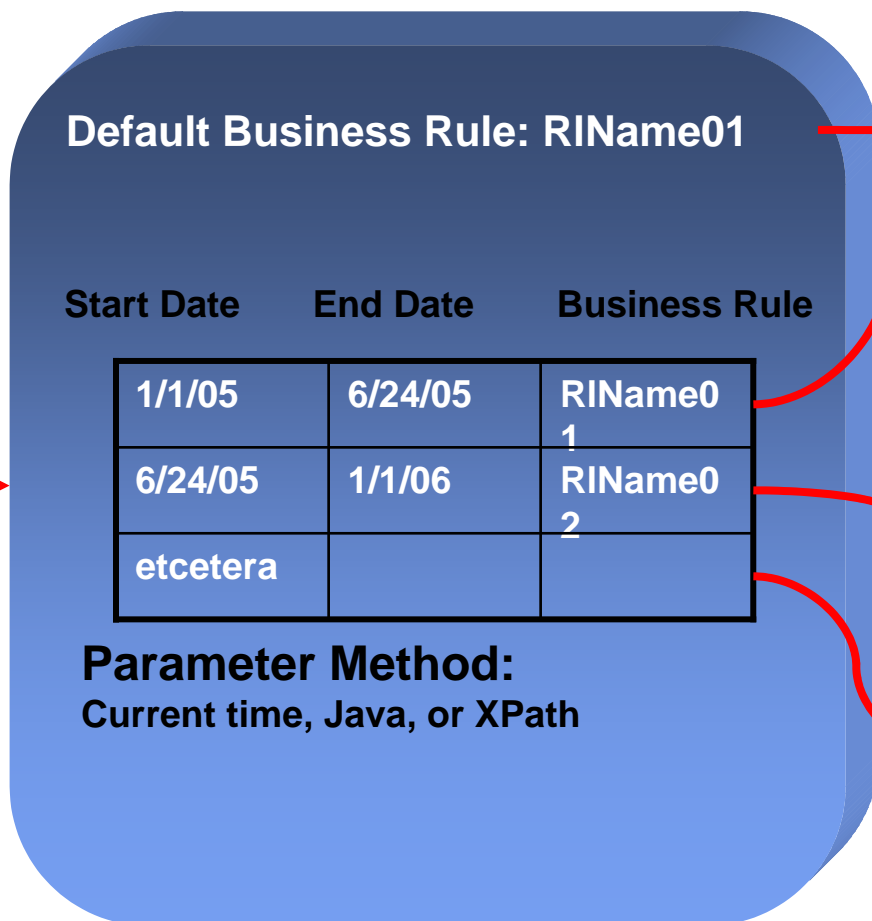 Default Business Rule: RIName01
Start Date End Date Business Rule
1/1/05 6/24/05 RIName0
1
6/24/05 1/1/06 RIName0
2
etcetera
Parameter Method:
Current time, Java, or XPath